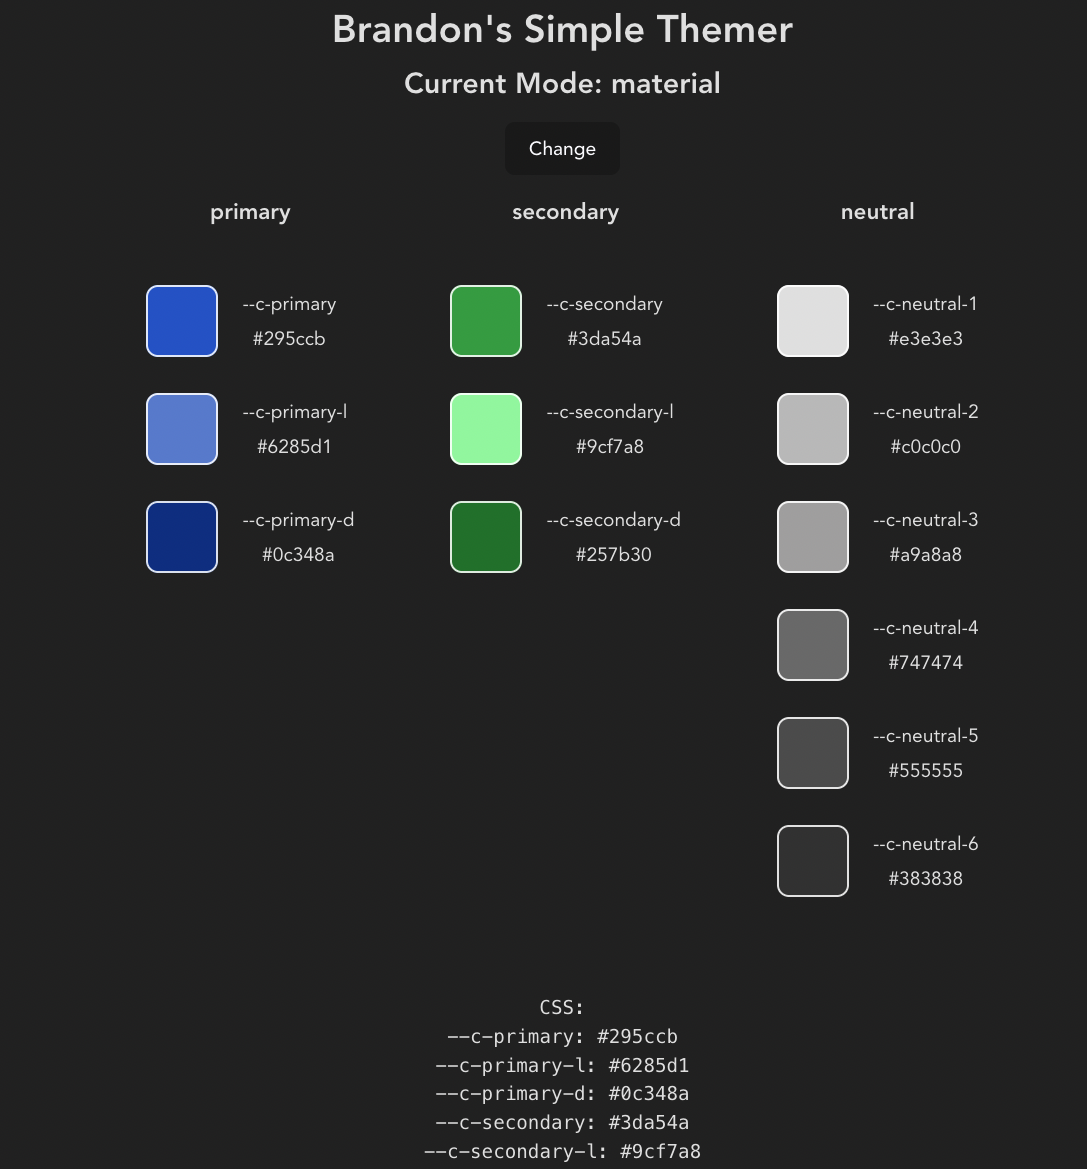 Brandon's Simple Themer
Current Mode: material
Change
primary
--c-primary
#295ccb
--c-primary-l
#6285d1
--c-primary-d
#0c348a
secondary
--c-secondary
#3da54a
--c-secondary-l
#9cf7a8
--c-secondary-d
#257b30
neutral
--c-neutral-1
#e3e3e3
--c-neutral-2
#c0c0c0
--c-neutral-3
#a9a8a8
--c-neutral-4
#747474
--c-neutral-5
#555555
--c-neutral-6
#383838
CSS:
--c-primary: #295ccb
--c-primary-l: #6285d1
--c-primary-d: #0c348a
--c-secondary: #3da54a
--c-secondary-l: #9cf7a8